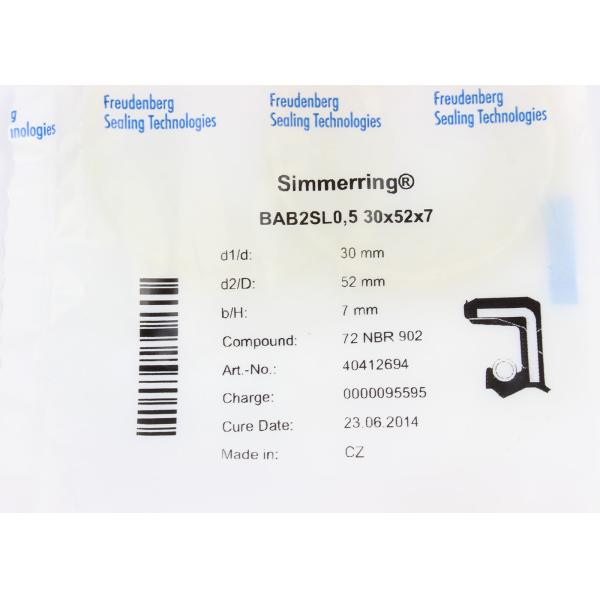 g
Freudenberg
Sealing Technologies
Freudenberg
Sealing Technologies
Freudenberg
Sealing Technologies
nologies
Simmerring®
BAB2SL0,5 30x52x7
d1/d: 30 mm
d2/D: 52 mm
b/H: 7 mm
Compound: 72 NBR 902
Art.-No.: 40412694
Charge: 0000095595
Cure Date: 23.06.2014
Made in: CZ